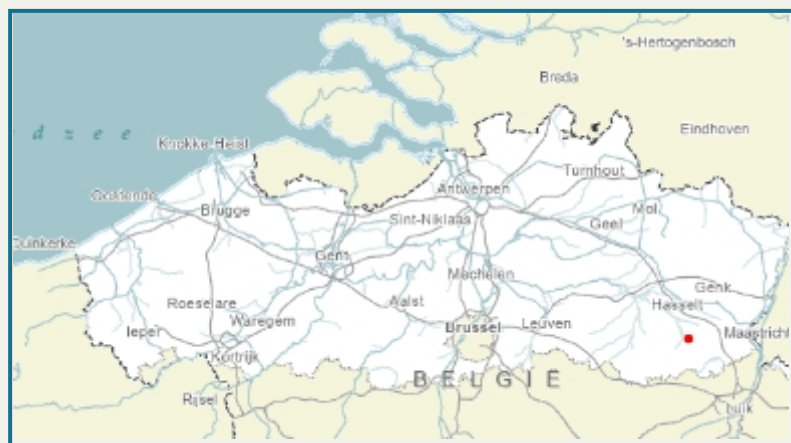 's-Hertogenbosch
Breda
d z e e
Eindhoven
Knokke-Heist
Turnhout
Antwerpen
Oostende
Mol
Brugge
Sint-Niklaas
Geel
Duinkerke
Gent
Mechelen
Genk
Roeselare
Aalst
Hasselt
Waregem
Brussel
Leuven
Ieper
Maastricht
Kortrijk
BELGIË
Rijsel
Luik